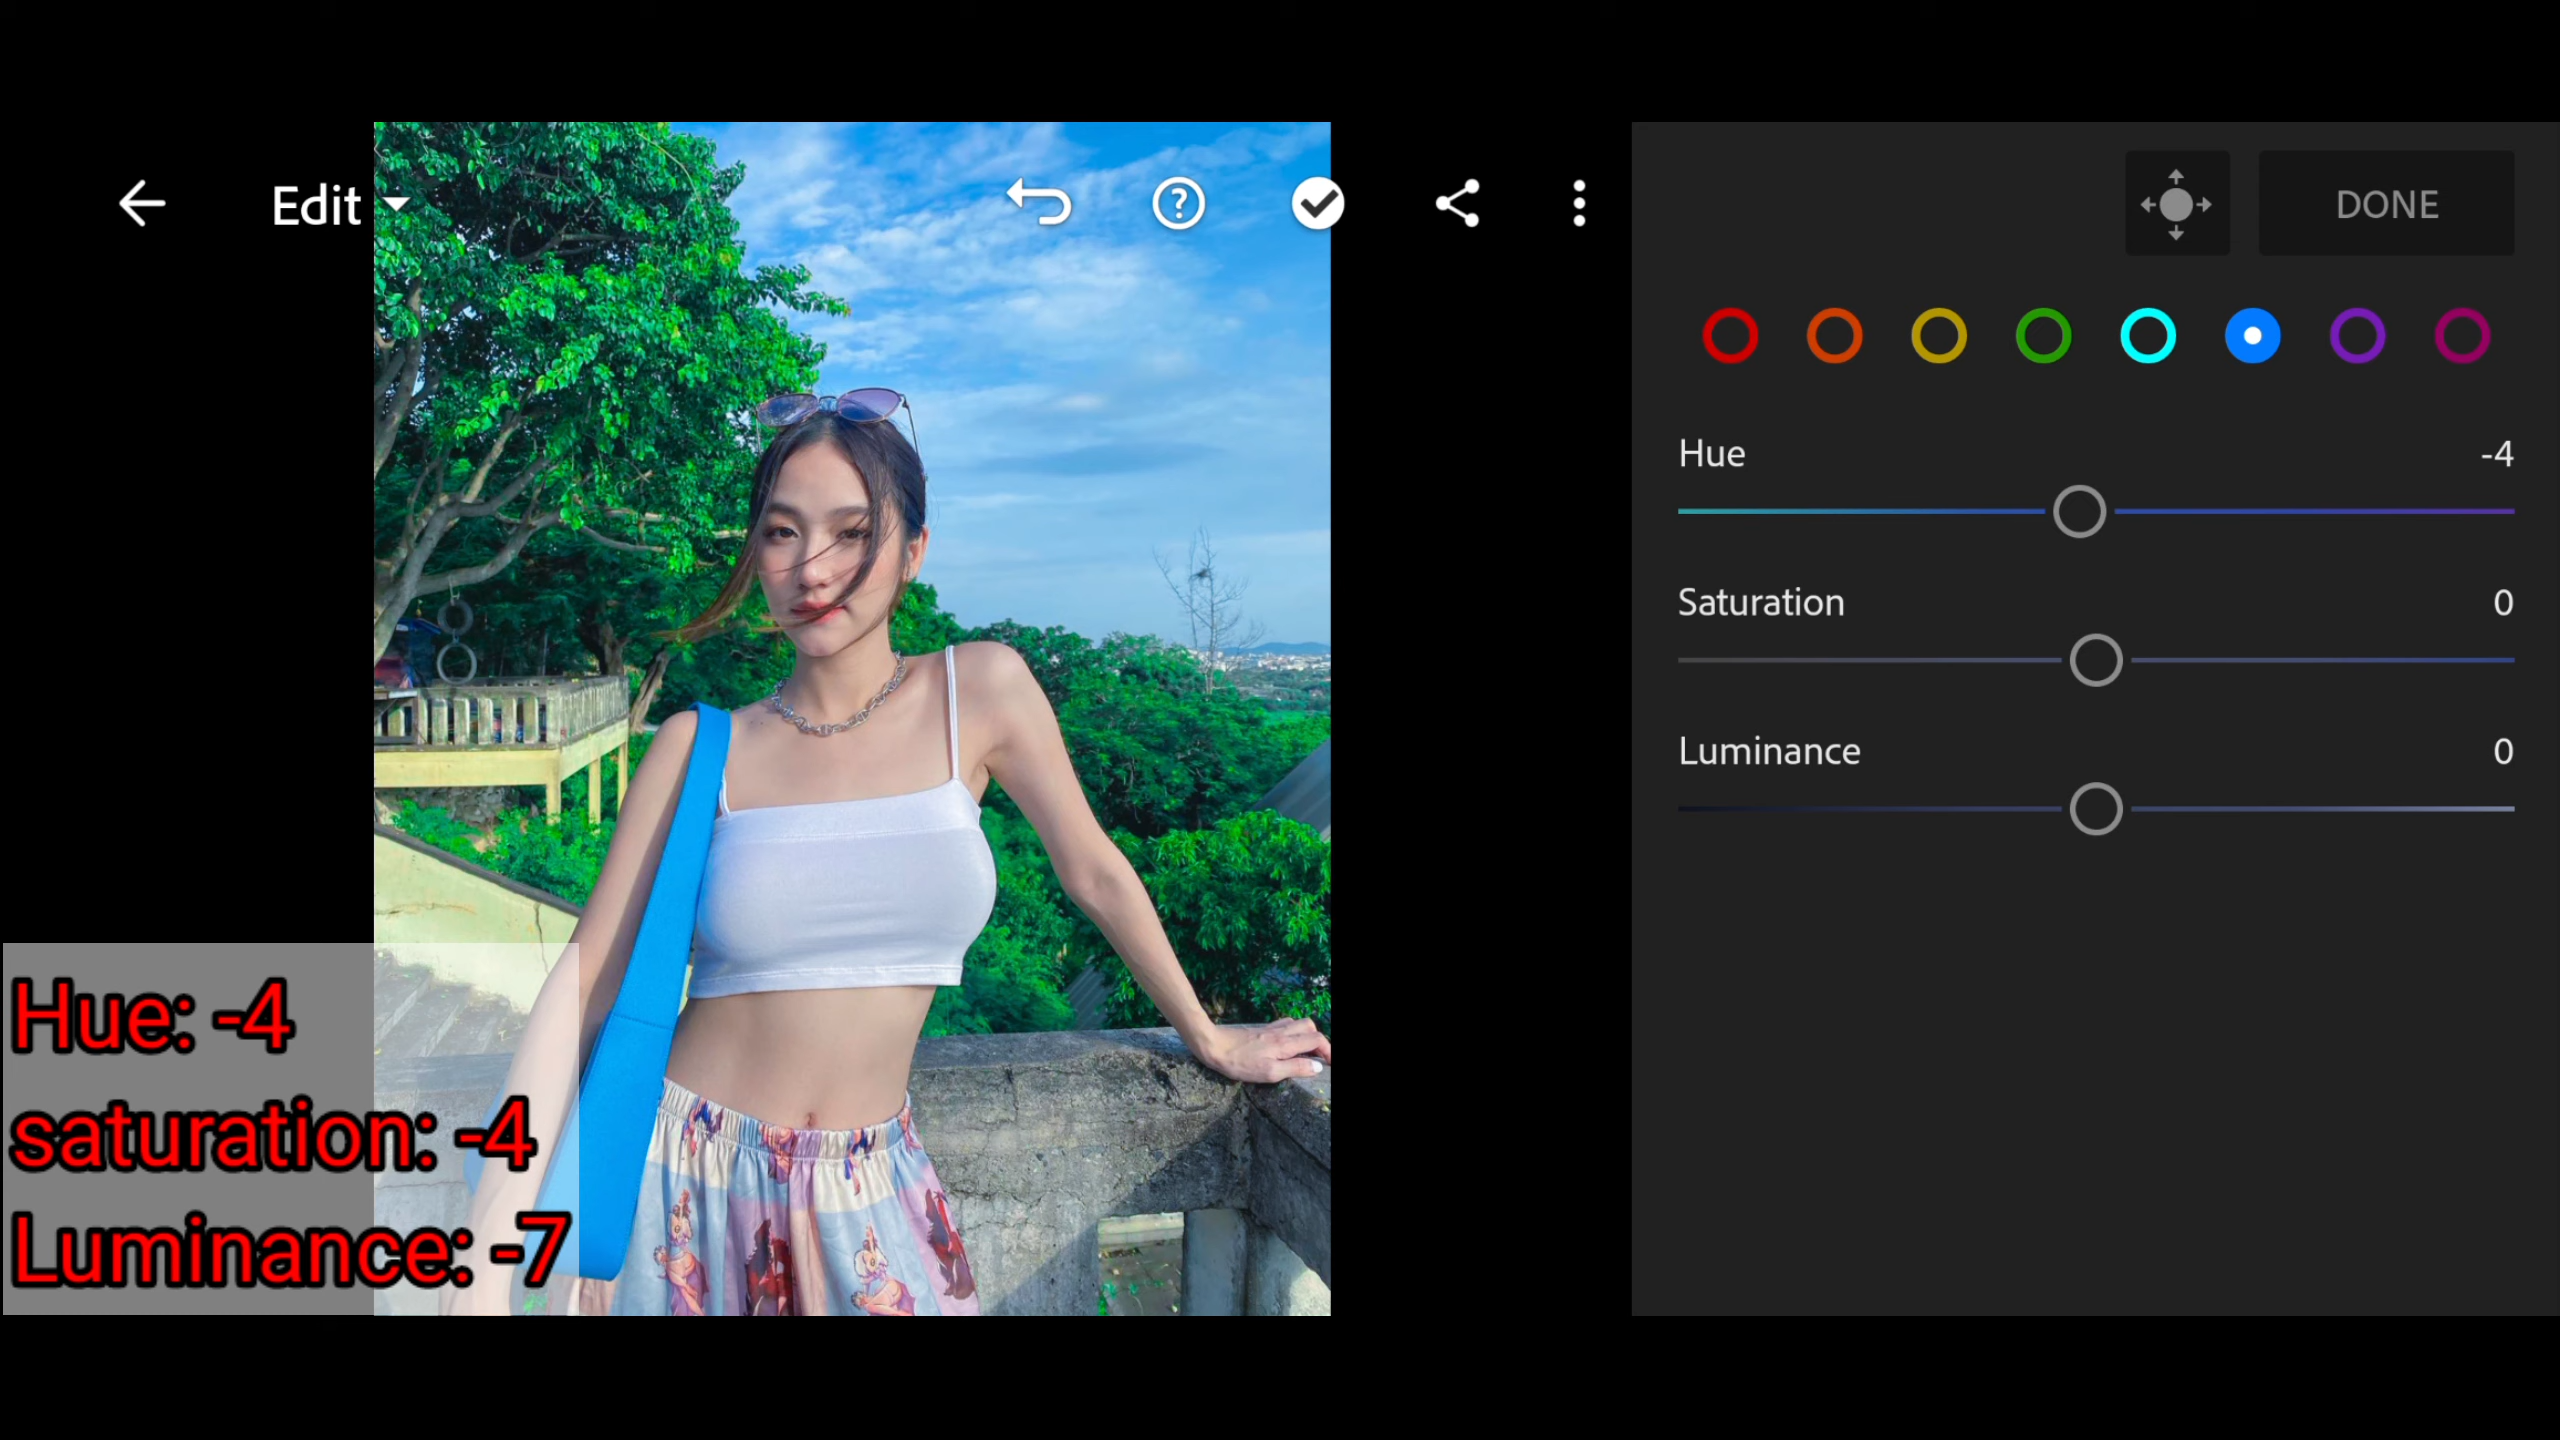 Edit
DONE
Hue -4
Saturation 0
Luminance 0
Hue: -4
saturation: -4
Luminance: -7